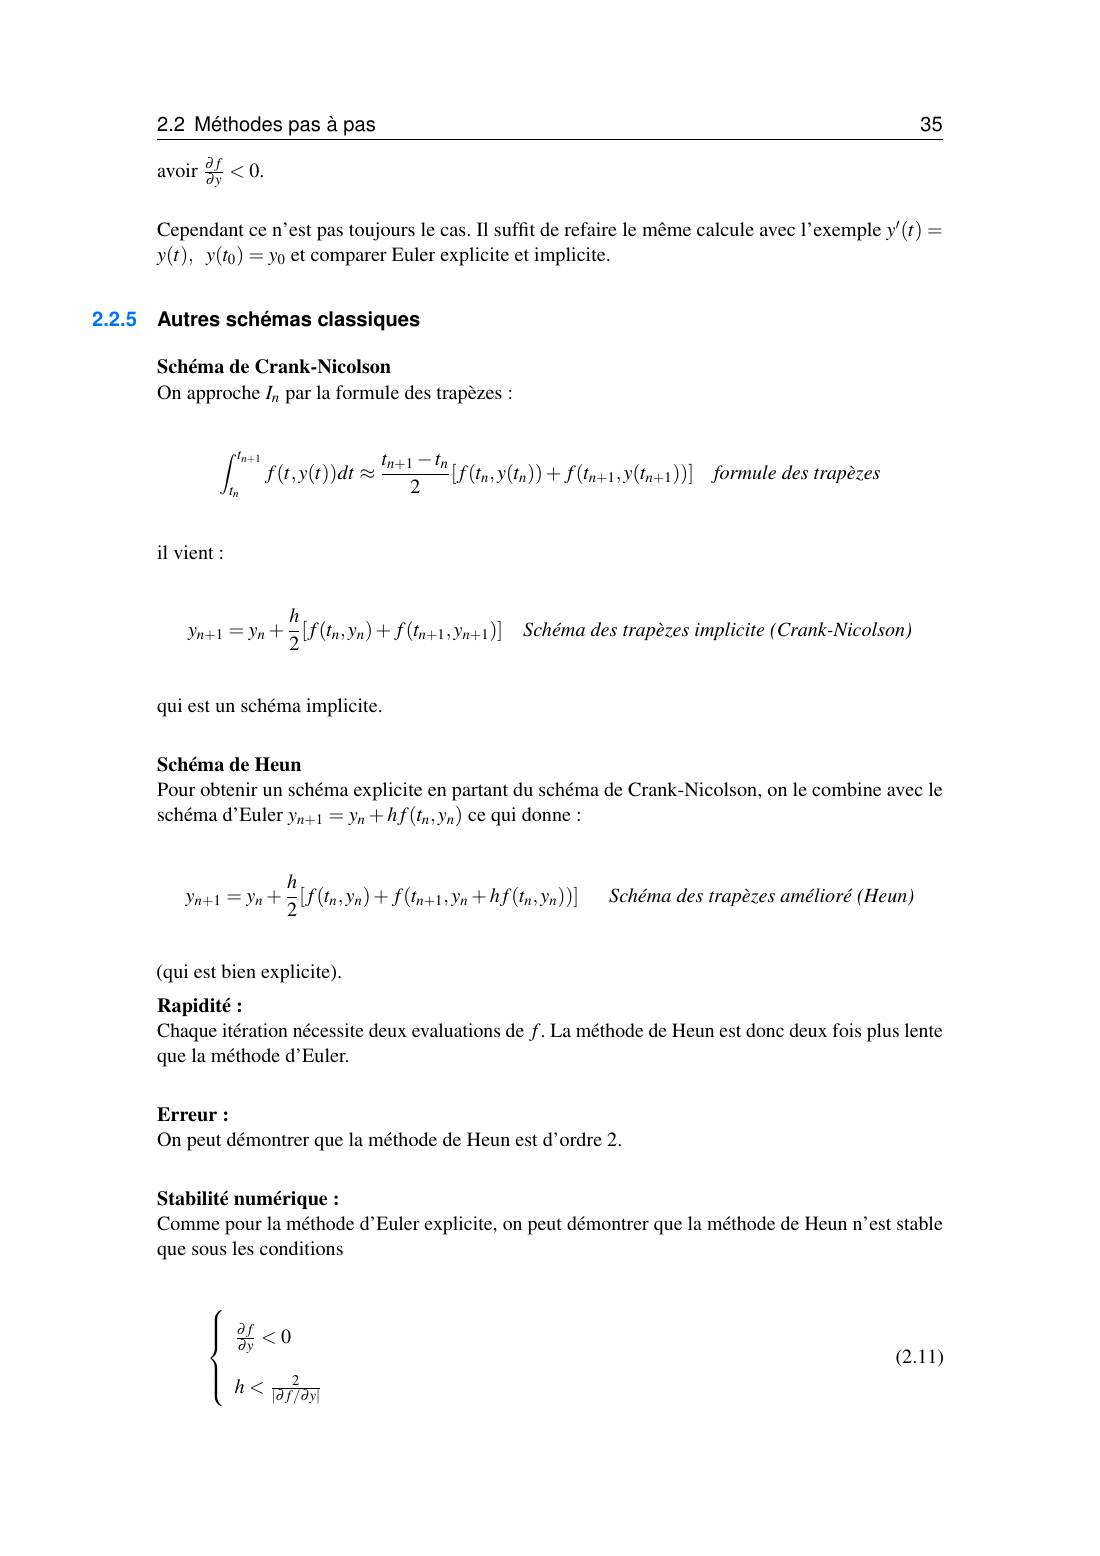 2.2 Méthodes pas à pas 35
avoir ∂f/∂y < 0.
Cependant ce n'est pas toujours le cas. Il suffit de refaire le même calcule avec l'exemple y′(t) =
y(t), y(t₀) = y₀ et comparer Euler explicite et implicite.
2.2.5 Autres schémas classiques
Schéma de Crank-Nicolson
On approche Iₙ par la formule des trapèzes :
∫_{tₙ}^{tₙ₊₁} f(t,y(t))dt ≈ (tₙ₊₁ − tₙ)/2 [f(tₙ,y(tₙ)) + f(tₙ₊₁,y(tₙ₊₁))] formule des trapèzes
il vient :
yₙ₊₁ = yₙ + h/2 [f(tₙ,yₙ) + f(tₙ₊₁,yₙ₊₁)] Schéma des trapèzes implicite (Crank-Nicolson)
qui est un schéma implicite.
Schéma de Heun
Pour obtenir un schéma explicite en partant du schéma de Crank-Nicolson, on le combine avec le
schéma d'Euler yₙ₊₁ = yₙ + hf(tₙ,yₙ) ce qui donne :
yₙ₊₁ = yₙ + h/2 [f(tₙ,yₙ) + f(tₙ₊₁,yₙ + hf(tₙ,yₙ))] Schéma des trapèzes amélioré (Heun)
(qui est bien explicite).
Rapidité :
Chaque itération nécessite deux evaluations de f. La méthode de Heun est donc deux fois plus lente
que la méthode d'Euler.
Erreur :
On peut démontrer que la méthode de Heun est d'ordre 2.
Stabilité numérique :
Comme pour la méthode d'Euler explicite, on peut démontrer que la méthode de Heun n'est stable
que sous les conditions
{ ∂f/∂y < 0
h < 2/|∂f/∂y| (2.11)